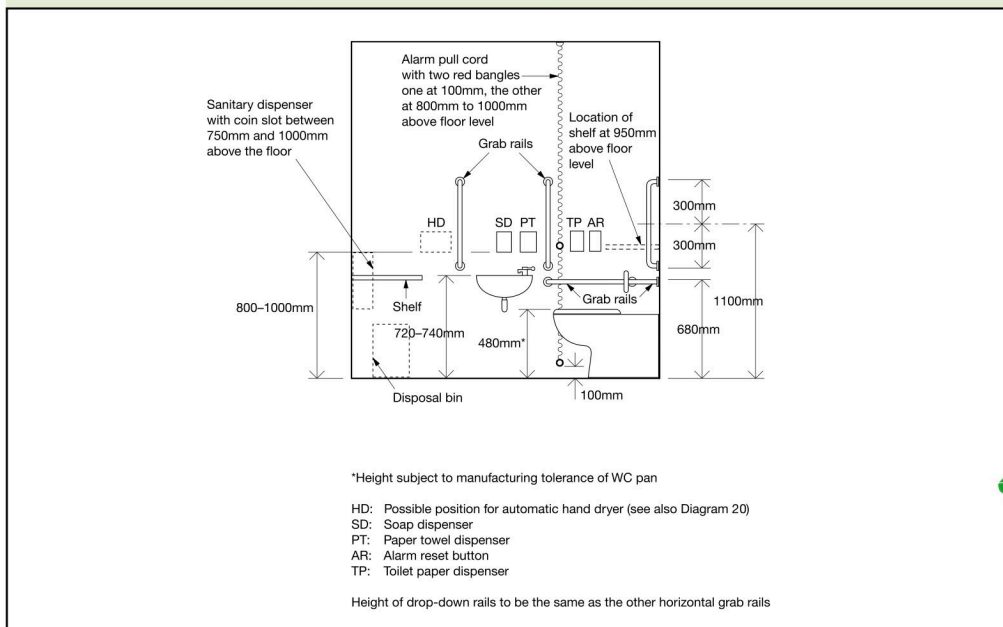 Alarm pull cord
with two red bangles
one at 100mm, the other
at 800mm to 1000mm
above floor level
Sanitary dispenser
with coin slot between
750mm and 1000mm
above the floor
Location of
shelf at 950mm
above floor
level
Grab rails
HD
SD PT
TP AR
300mm
300mm
Shelf
Grab rails
800–1000mm
720–740mm
480mm*
680mm
1100mm
Disposal bin
100mm
*Height subject to manufacturing tolerance of WC pan
HD: Possible position for automatic hand dryer (see also Diagram 20)
SD: Soap dispenser
PT: Paper towel dispenser
AR: Alarm reset button
TP: Toilet paper dispenser
Height of drop-down rails to be the same as the other horizontal grab rails